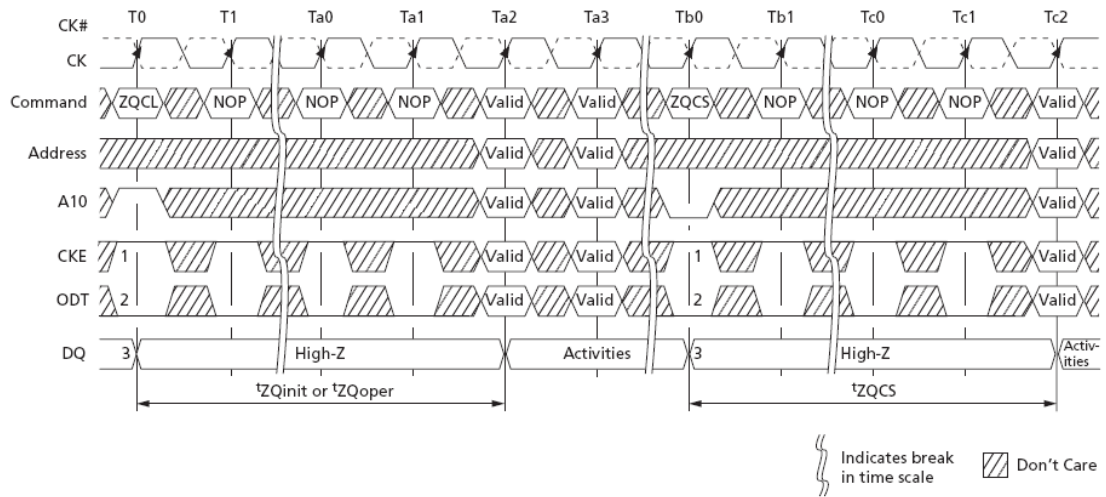 T0 T1 Ta0 Ta1 Ta2 Ta3 Tb0 Tb1 Tc0 Tc1 Tc2
CK#
CK
Command ZQCL NOP NOP NOP Valid Valid ZQCS NOP NOP NOP Valid
Address Valid Valid Valid
A10 Valid Valid Valid
CKE 1 Valid Valid 1 Valid
ODT 2 Valid Valid 2 Valid
DQ 3 High-Z Activities 3 High-Z Activ-
ities
tZQinit or tZQoper tZQCS
Indicates break
in time scale
Don't Care